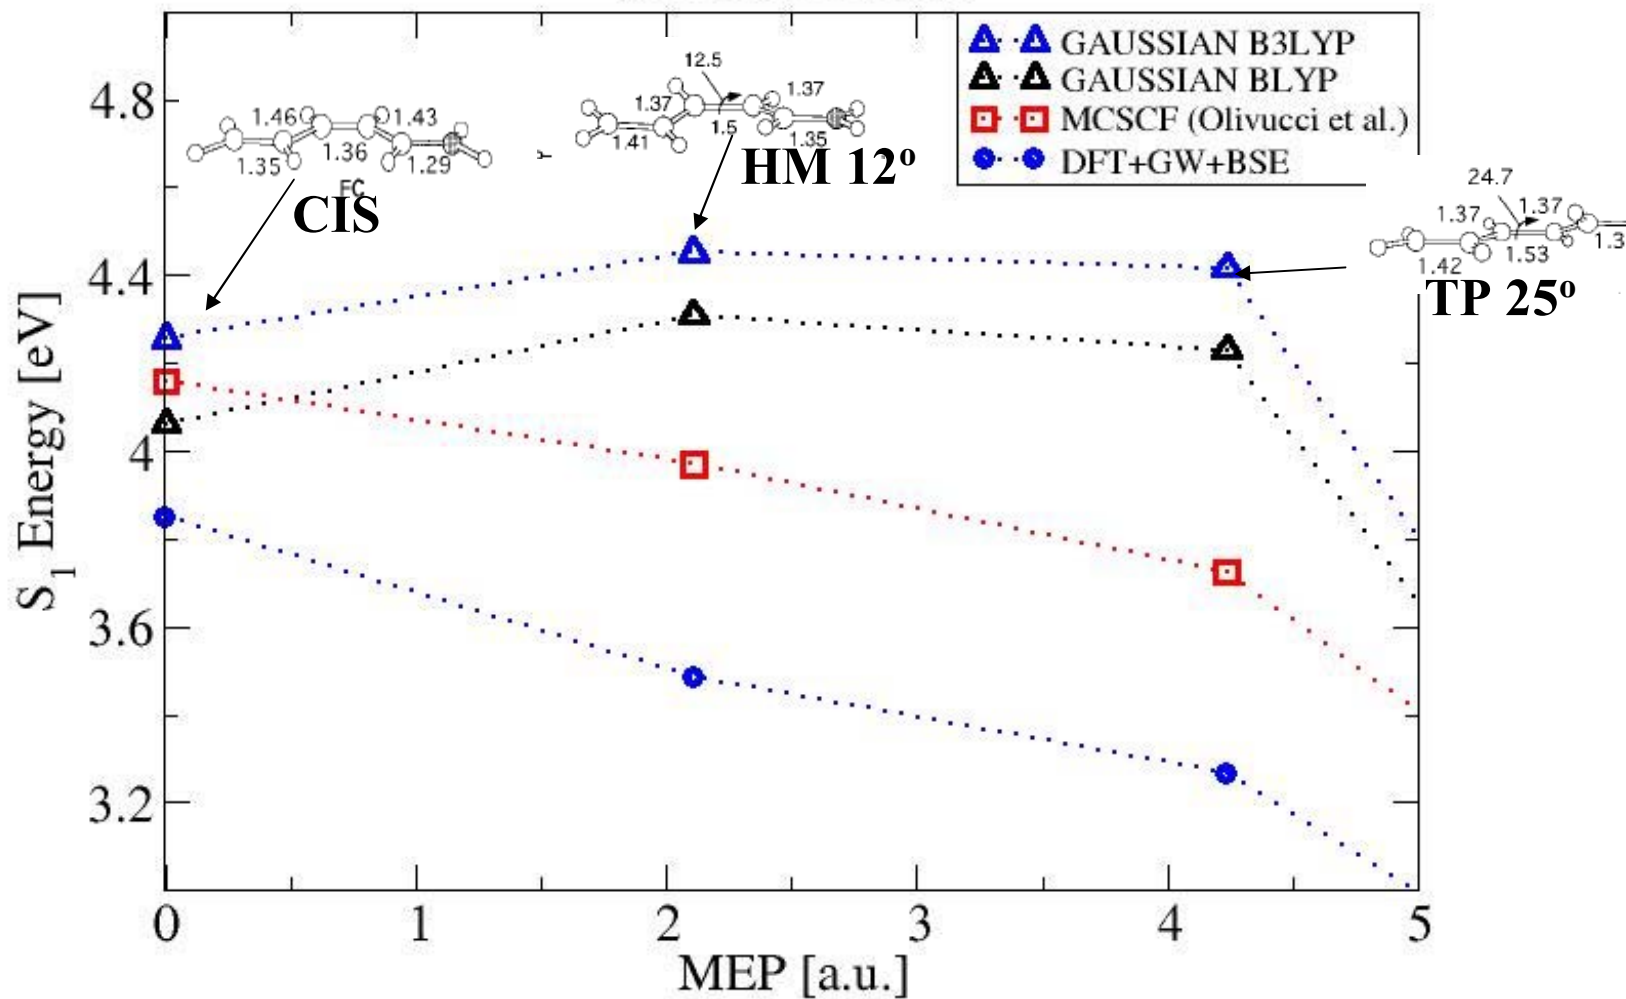 GAUSSIAN B3LYP
GAUSSIAN BLYP
MCSCF (Olivucci et al.)
DFT+GW+BSE
1.46
1.43
1.35
1.36
1.29
FC
CIS
12.5
1.37
1.37
1.41
1.5
1.35
HM 12º
24.7
1.37
1.37
1.42
1.53
1.3
TP 25º
S1 Energy [eV]
4.8
4.4
4
3.6
3.2
0 1 2 3 4 5
MEP [a.u.]